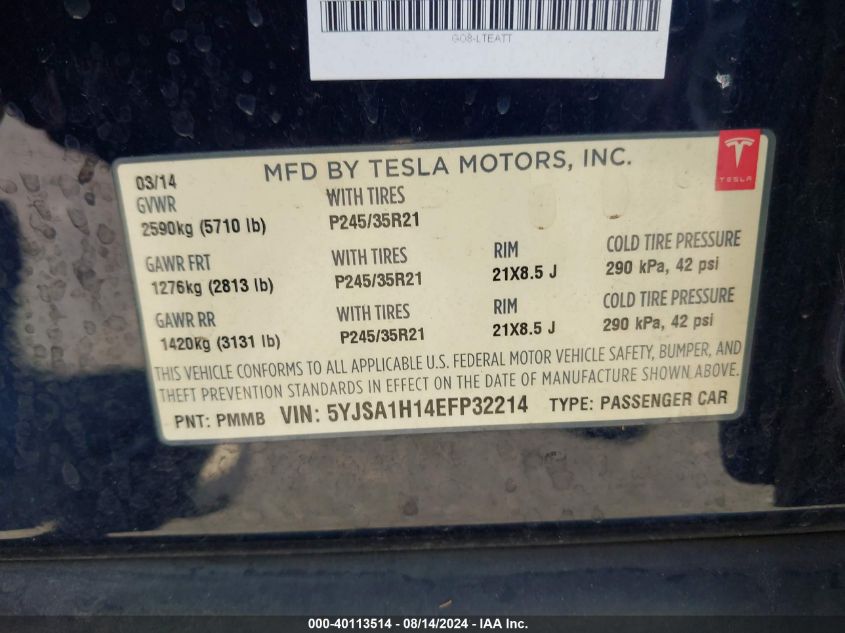 G08-LTEATT
MFD BY TESLA MOTORS, INC.
TESLA
03/14
GVWR WITH TIRES
2590kg (5710 lb) P245/35R21
GAWR FRT WITH TIRES RIM COLD TIRE PRESSURE
1276kg (2813 lb) P245/35R21 21X8.5 J 290 kPa, 42 psi
GAWR RR WITH TIRES RIM COLD TIRE PRESSURE
1420kg (3131 lb) P245/35R21 21X8.5 J 290 kPa, 42 psi
THIS VEHICLE CONFORMS TO ALL APPLICABLE U.S. FEDERAL MOTOR VEHICLE SAFETY, BUMPER, AND
THEFT PREVENTION STANDARDS IN EFFECT ON THE DATE OF MANUFACTURE SHOWN ABOVE.
PNT: PMMB VIN: 5YJSA1H14EFP32214 TYPE: PASSENGER CAR
000-40113514 - 08/14/2024 - IAA Inc.